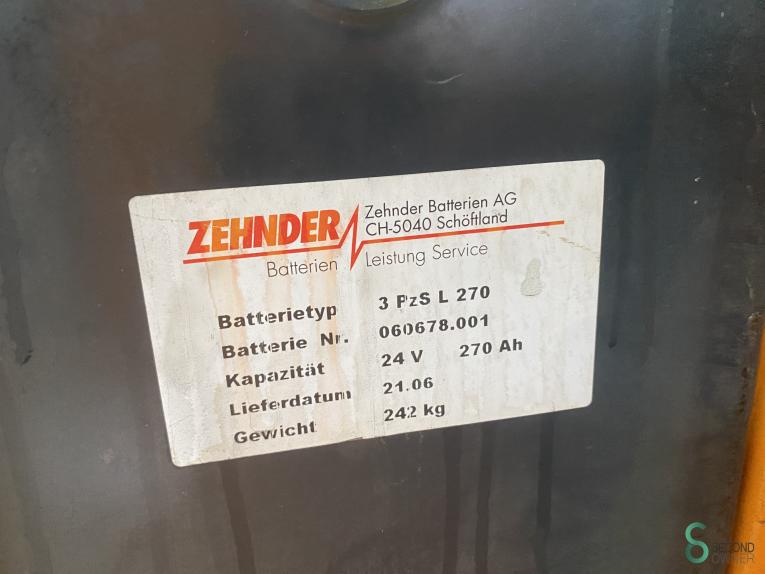 ZEHNDER
Zehnder Batterien AG
CH-5040 Schöftland
Batterien Leistung Service
Batterietyp 3 PzS L 270
Batterie Nr. 060678.001
Kapazität 24 V 270 Ah
Lieferdatum 21.06
Gewicht 242 kg
SECOND
OWNER